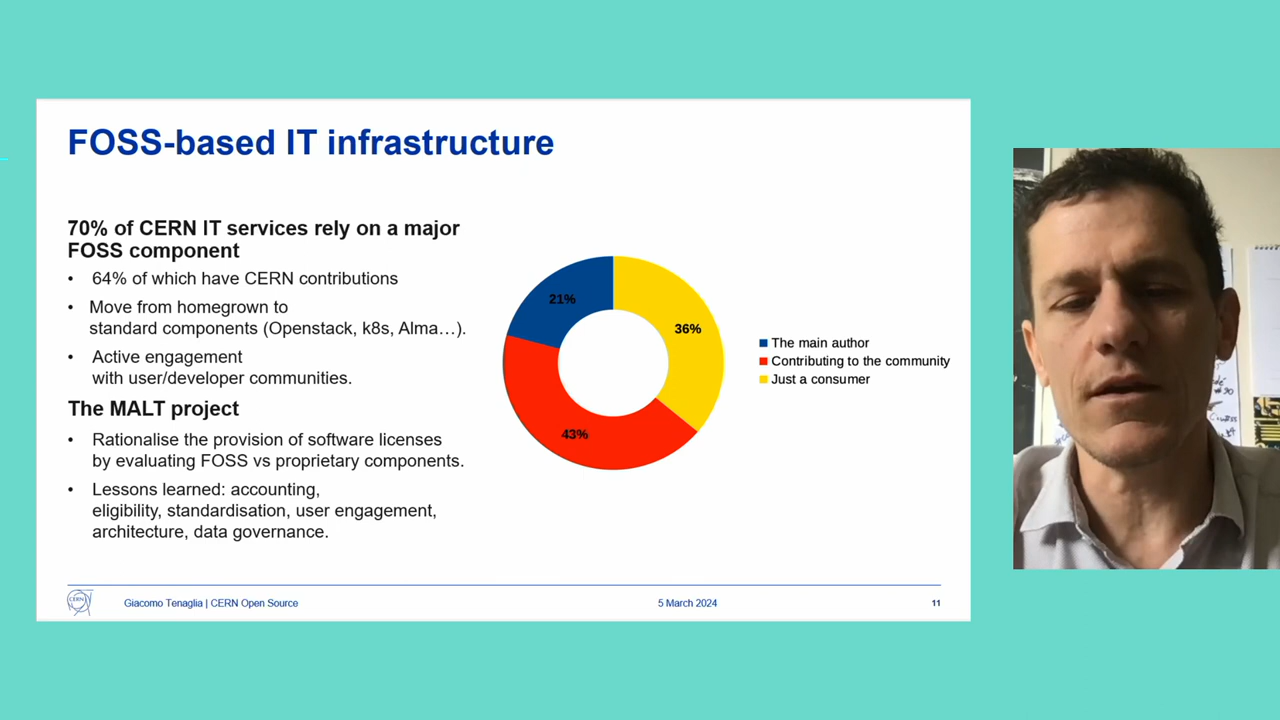 FOSS-based IT infrastructure
70% of CERN IT services rely on a major
FOSS component
• 64% of which have CERN contributions
• Move from homegrown to
standard components (Openstack, k8s, Alma…).
• Active engagement
with user/developer communities.
The MALT project
• Rationalise the provision of software licenses
by evaluating FOSS vs proprietary components.
• Lessons learned: accounting,
eligibility, standardisation, user engagement,
architecture, data governance.
21%
36%
43%
The main author
Contributing to the community
Just a consumer
CERN
Giacomo Tenaglia | CERN Open Source
5 March 2024
11